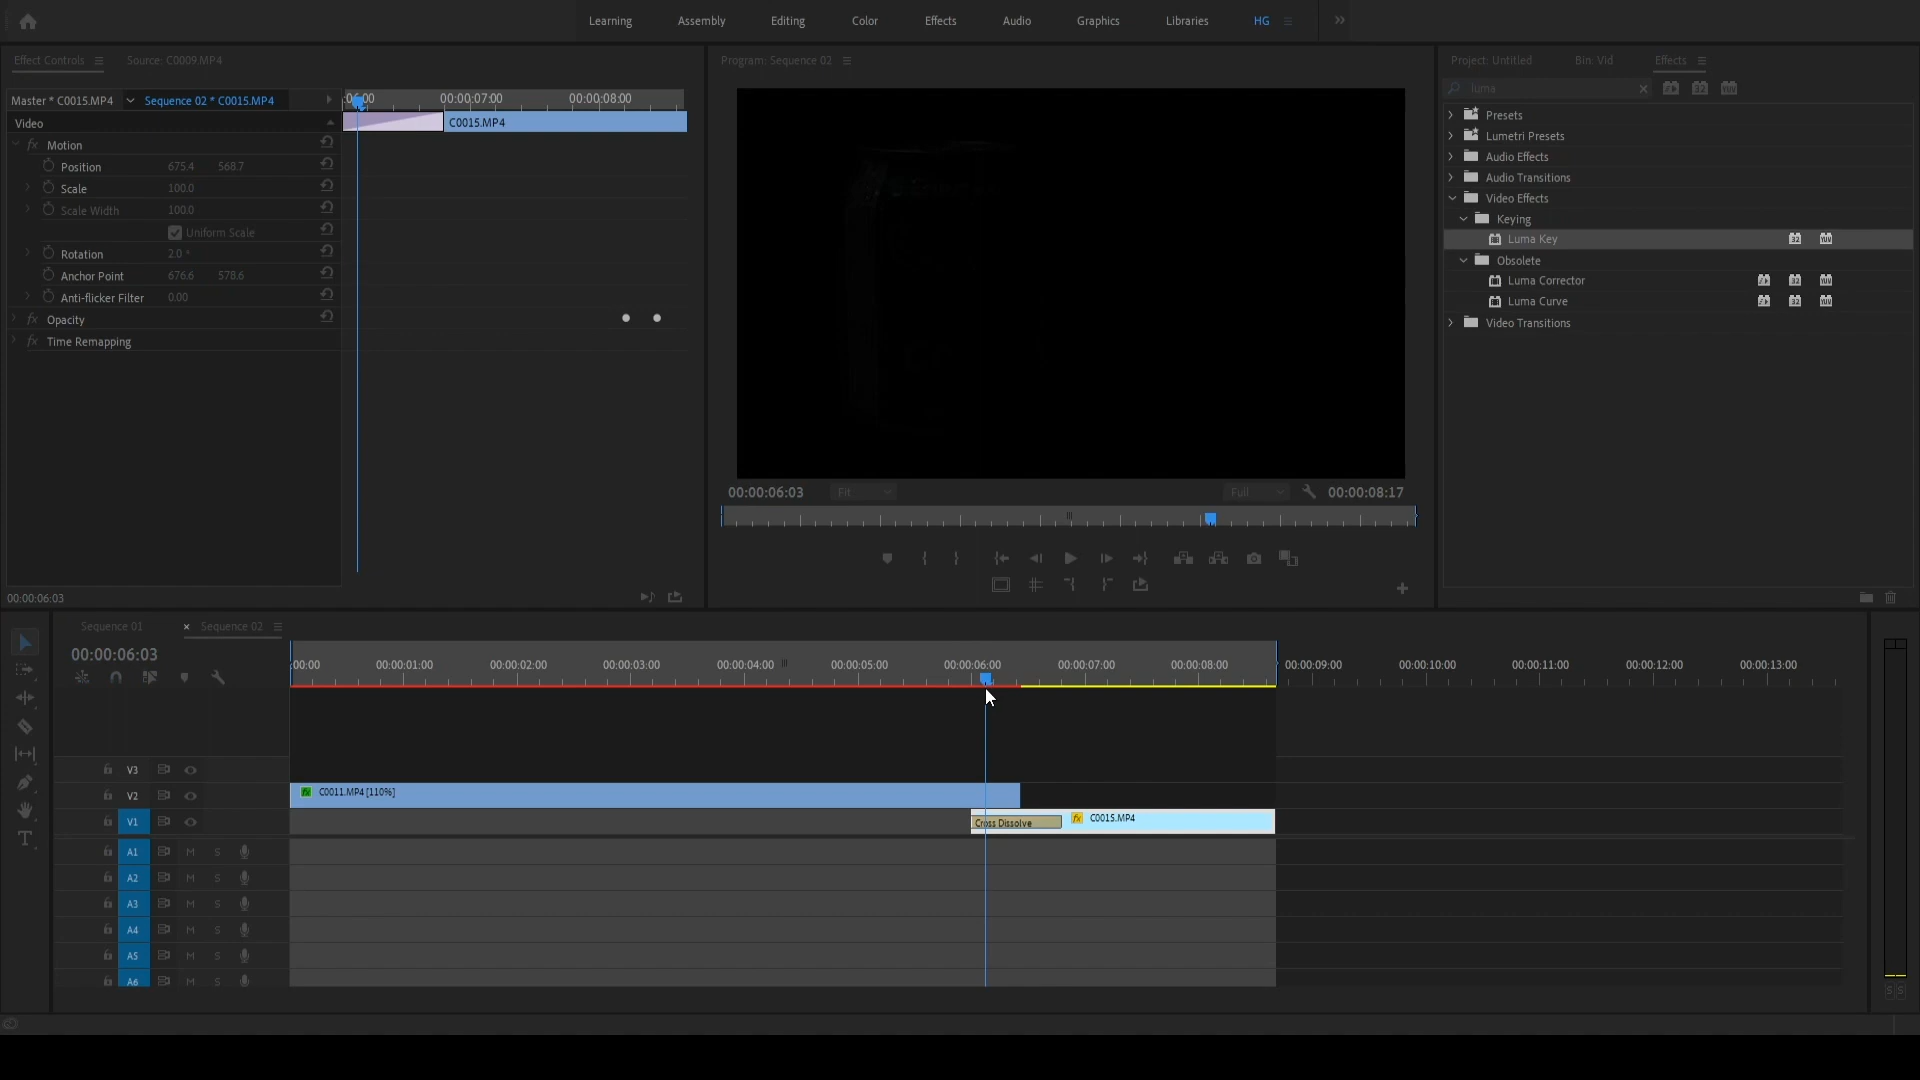 Learning Assembly Editing Color Effects Audio Graphics Libraries HG
Effect Controls Source: C0009.MP4
Master * C0015.MP4 Sequence 02 * C0015.MP4
:06:00 00:00:07:00 00:00:08:00
Video
C0015.MP4
fx Motion
Position 675.4 568.7
Scale 100.0
Scale Width 100.0
Uniform Scale
Rotation 2.0 °
Anchor Point 676.6 578.6
Anti-flicker Filter 0.00
fx Opacity
fx Time Remapping
00:00:06:03
Program: Sequence 02
00:00:06:03 Fit Full 00:00:08:17
Project: Untitled Bin: Vid Effects
luma
Presets
Lumetri Presets
Audio Effects
Audio Transitions
Video Effects
Keying
Luma Key
Obsolete
Luma Corrector
Luma Curve
Video Transitions
Sequence 01 × Sequence 02
00:00:06:03
:00:00 00:00:01:00 00:00:02:00 00:00:03:00 00:00:04:00 00:00:05:00 00:00:06:00 00:00:07:00 00:00:08:00 00:00:09:00 00:00:10:00 00:00:11:00 00:00:12:00 00:00:13:00
V3
V2 fx C0011.MP4 [110%]
V1 Cross Dissolve fx C0015.MP4
A1 M S
A2 M S
A3 M S
A4 M S
A5 M S
A6 M S
S S